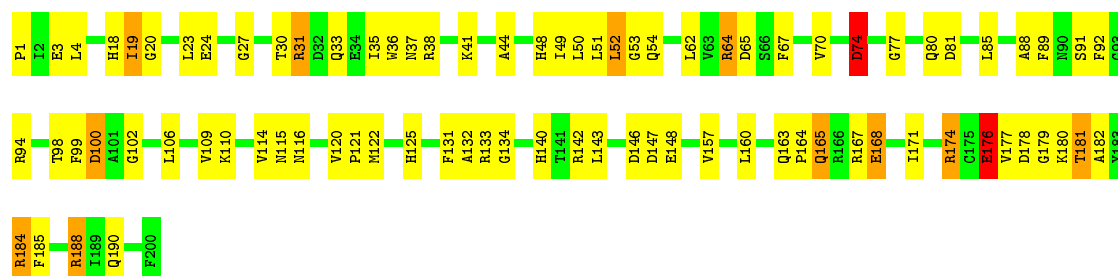 P1 I2 E3 L4 H18 I19 G20 L23 E24 G27 T30 R31 D32 Q33 E34 I35 W36 N37 R38 K41 A44 H48 I49 L50 L51 L52 G53 Q54 L62 V63 R64 D65 S66 F67 V70 D74 G77 Q80 D81 L85 A88 F89 N90 S91 F92 G93
R94 T98 F99 D100 A101 G102 L106 V109 K110 V114 N115 N116 V120 P121 M122 H125 F131 A132 R133 G134 H140 T141 R142 L143 D146 D147 E148 V157 L160 Q163 P164 Q165 R166 R167 E168 I171 R174 C175 E176 V177 D178 G179 K180 T181 A182 Y183
R184 F185 R188 I189 Q190 F200